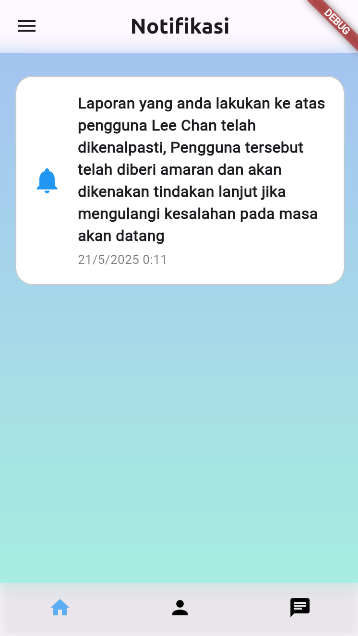 Notifikasi
DEBUG
Laporan yang anda lakukan ke atas
pengguna Lee Chan telah
dikenalpasti, Pengguna tersebut
telah diberi amaran dan akan
dikenakan tindakan lanjut jika
mengulangi kesalahan pada masa
akan datang
21/5/2025 0:11